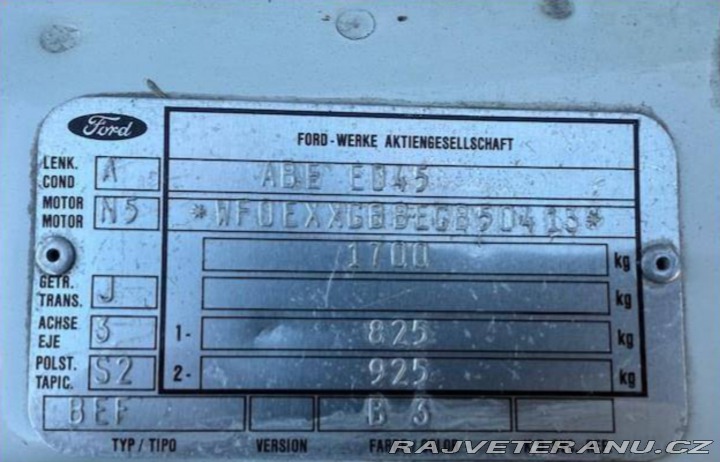 Ford
FORD-WERKE AKTIENGESELLSCHAFT
LENK. COND A
ABE ED45
MOTOR MOTOR N5
*WF0EXXGBBEGB50413*
1700 kg
GETR. TRANS. J
kg
ACHSE EJE 3
1- 825 kg
POLST. TAPIC. S2
2- 925 kg
BEF B 3
TYP / TIPO VERSION
RAJVETERANU.CZ